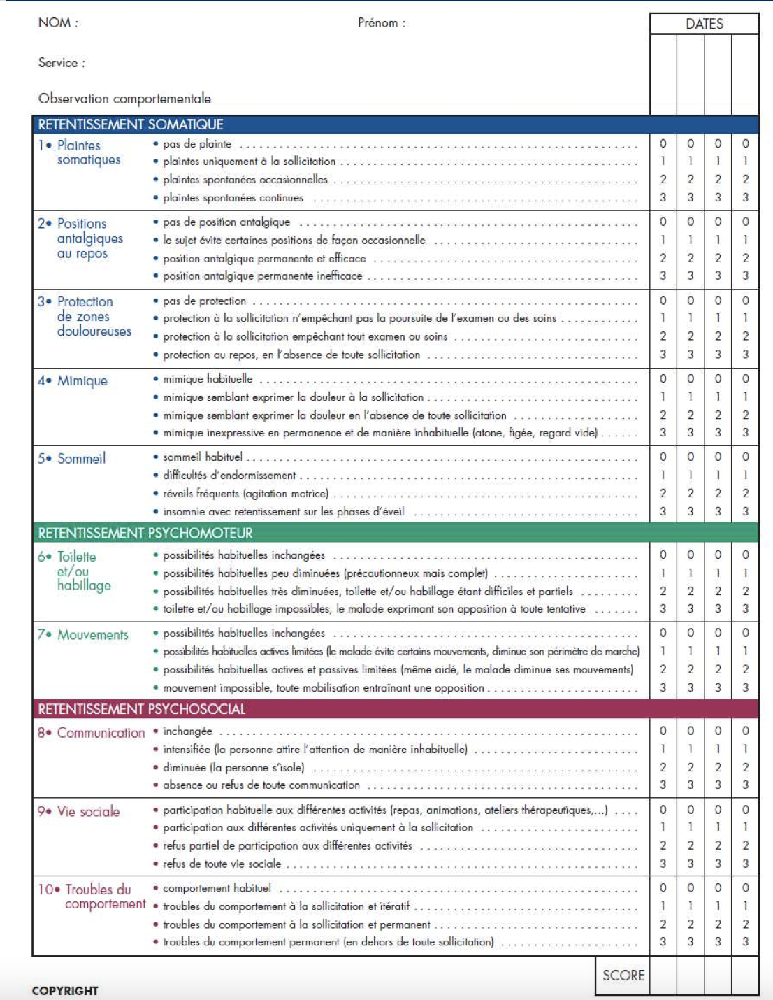 NOM :
Prénom :
DATES
Service :
Observation comportementale
RETENTISSEMENT SOMATIQUE
1• Plaintes somatiques
• pas de plainte 0 0 0 0
• plaintes uniquement à la sollicitation 1 1 1 1
• plaintes spontanées occasionnelles 2 2 2 2
• plaintes spontanées continues 3 3 3 3
2• Positions antalgiques au repos
• pas de position antalgique 0 0 0 0
• le sujet évite certaines positions de façon occasionnelle 1 1 1 1
• position antalgique permanente et efficace 2 2 2 2
• position antalgique permanente inefficace 3 3 3 3
3• Protection de zones douloureuses
• pas de protection 0 0 0 0
• protection à la sollicitation n'empêchant pas la poursuite de l'examen ou des soins 1 1 1 1
• protection à la sollicitation empêchant tout examen ou soins 2 2 2 2
• protection au repos, en l'absence de toute sollicitation 3 3 3 3
4• Mimique
• mimique habituelle 0 0 0 0
• mimique semblant exprimer la douleur à la sollicitation 1 1 1 1
• mimique semblant exprimer la douleur en l'absence de toute sollicitation 2 2 2 2
• mimique inexpressive en permanence et de manière inhabituelle (atone, figée, regard vide) 3 3 3 3
5• Sommeil
• sommeil habituel 0 0 0 0
• difficultés d'endormissement 1 1 1 1
• réveils fréquents (agitation motrice) 2 2 2 2
• insomnie avec retentissement sur les phases d'éveil 3 3 3 3
RETENTISSEMENT PSYCHOMOTEUR
6• Toilette et/ou habillage
• possibilités habituelles inchangées 0 0 0 0
• possibilités habituelles peu diminuées (précautionneux mais complet) 1 1 1 1
• possibilités habituelles très diminuées, toilette et/ou habillage étant difficiles et partiels 2 2 2 2
• toilette et/ou habillage impossibles, le malade exprimant son opposition à toute tentative 3 3 3 3
7• Mouvements
• possibilités habituelles inchangées 0 0 0 0
• possibilités habituelles actives limitées (le malade évite certains mouvements, diminue son périmètre de marche) 1 1 1 1
• possibilités habituelles actives et passives limitées (même aidé, le malade diminue ses mouvements) 2 2 2 2
• mouvement impossible, toute mobilisation entraînant une opposition 3 3 3 3
RETENTISSEMENT PSYCHOSOCIAL
8• Communication
• inchangée 0 0 0 0
• intensifiée (la personne attire l'attention de manière inhabituelle) 1 1 1 1
• diminuée (la personne s'isole) 2 2 2 2
• absence ou refus de toute communication 3 3 3 3
9• Vie sociale
• participation habituelle aux différentes activités (repas, animations, ateliers thérapeutiques,...) 0 0 0 0
• participation aux différentes activités uniquement à la sollicitation 1 1 1 1
• refus partiel de participation aux différentes activités 2 2 2 2
• refus de toute vie sociale 3 3 3 3
10• Troubles du comportement
• comportement habituel 0 0 0 0
• troubles du comportement à la sollicitation et itératif 1 1 1 1
• troubles du comportement à la sollicitation et permanent 2 2 2 2
• troubles du comportement permanent (en dehors de toute sollicitation) 3 3 3 3
SCORE
COPYRIGHT